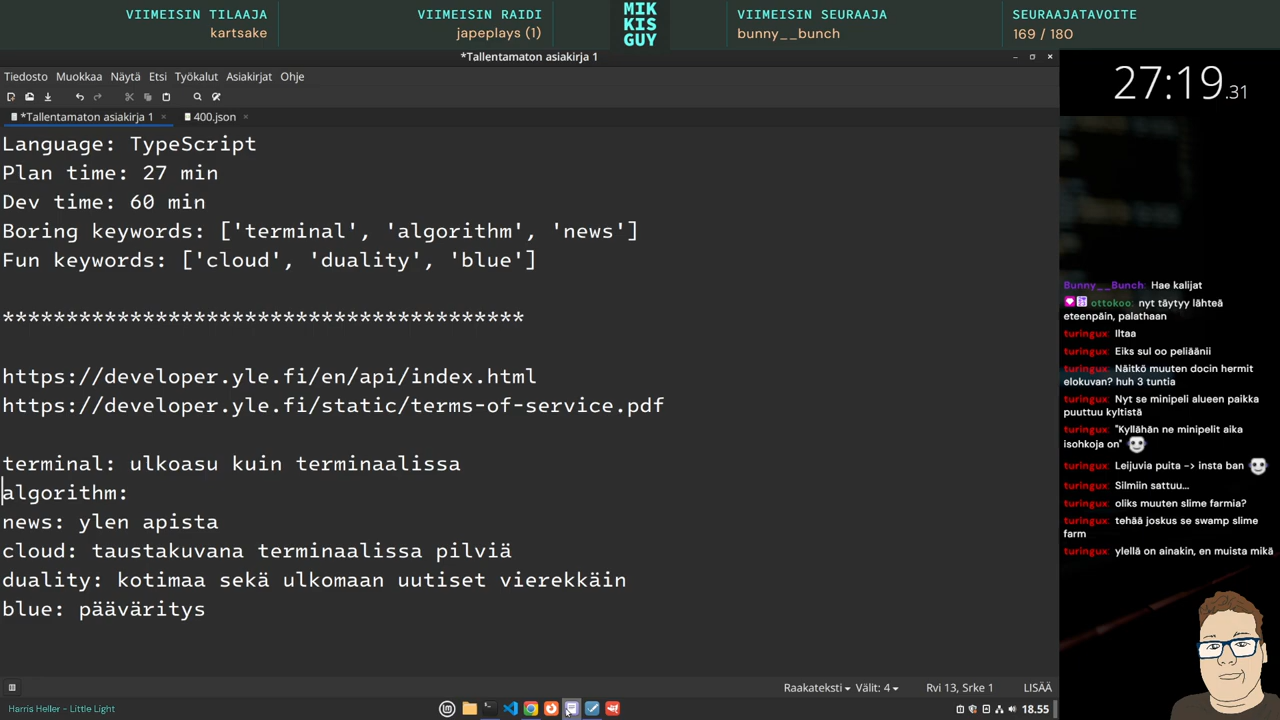 VIIMEISIN TILAAJA
kartsake
VIIMEISIN RAIDI
japeplays (1)
MIK
KIS
GUY
VIIMEISIN SEURAAJA
bunny__bunch
SEURAAJATAVOITE
169 / 180
*Tallentamaton asiakirja 1
Tiedosto Muokkaa Näytä Etsi Työkalut Asiakirjat Ohje
*Tallentamaton asiakirja 1
400.json
Language: TypeScript
Plan time: 27 min
Dev time: 60 min
Boring keywords: ['terminal', 'algorithm', 'news']
Fun keywords: ['cloud', 'duality', 'blue']
*****************************************
https://developer.yle.fi/en/api/index.html
https://developer.yle.fi/static/terms-of-service.pdf
terminal: ulkoasu kuin terminaalissa
algorithm:
news: ylen apista
cloud: taustakuvana terminaalissa pilviä
duality: kotimaa sekä ulkomaan uutiset vierekkäin
blue: pääväritys
Raakateksti Välit: 4 Rvi 13, Srke 1 LISÄÄ
Harris Heller - Little Light
18.55
27:19.31
Bunny__Bunch: Hae kalijat
ottokoo: nyt täytyy lähteä
eteenpäin, palathaan
turingux: Iltaa
turingux: Eiks sul oo peliäänii
turingux: Näitkö muuten docin hermit
elokuvan? huh 3 tuntia
turingux: Nyt se minipeli alueen paikka
puuttuu kyltistä
turingux: "Kyllähän ne minipelit aika
isohkoja on"
turingux: Leijuvia puita -> insta ban
turingux: Silmiin sattuu...
turingux: oliks muuten slime farmia?
turingux: tehää joskus se swamp slime
farm
turingux: ylellä on ainakin, en muista mikä